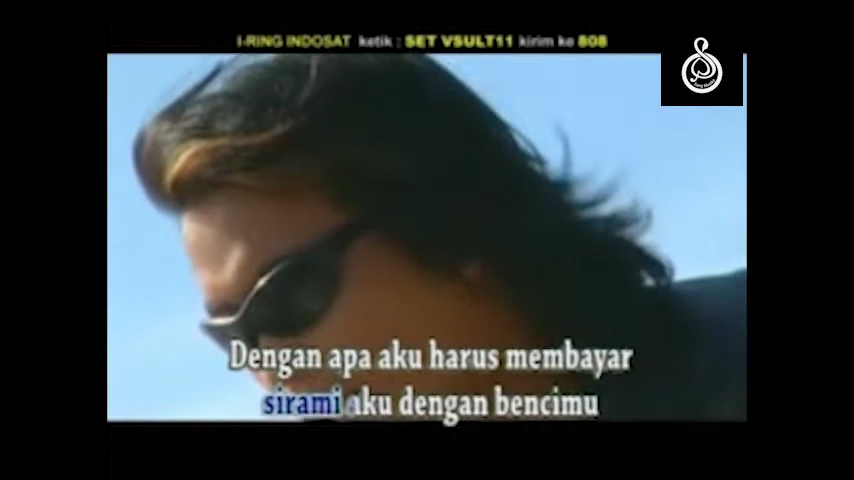 I-RING INDOSAT ketik : SET VSULT11 kirim ke 808
Dengan apa aku harus membayar
sirami aku dengan bencimu